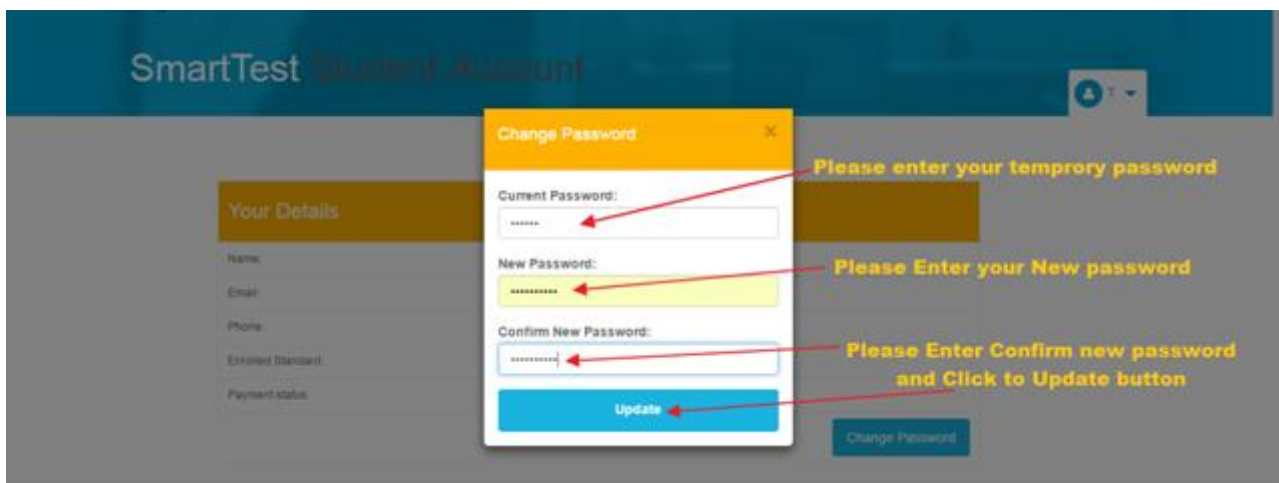 SmartTest Student Account
T
Change Password
×
Please enter your temprory password
Current Password:
Your Details
Name:
New Password:
Please Enter your New password
Email:
Phone:
Confirm New Password:
Enrolled Standard:
Please Enter Confirm new password
and Click to Update button
Payment status:
Update
Change Password